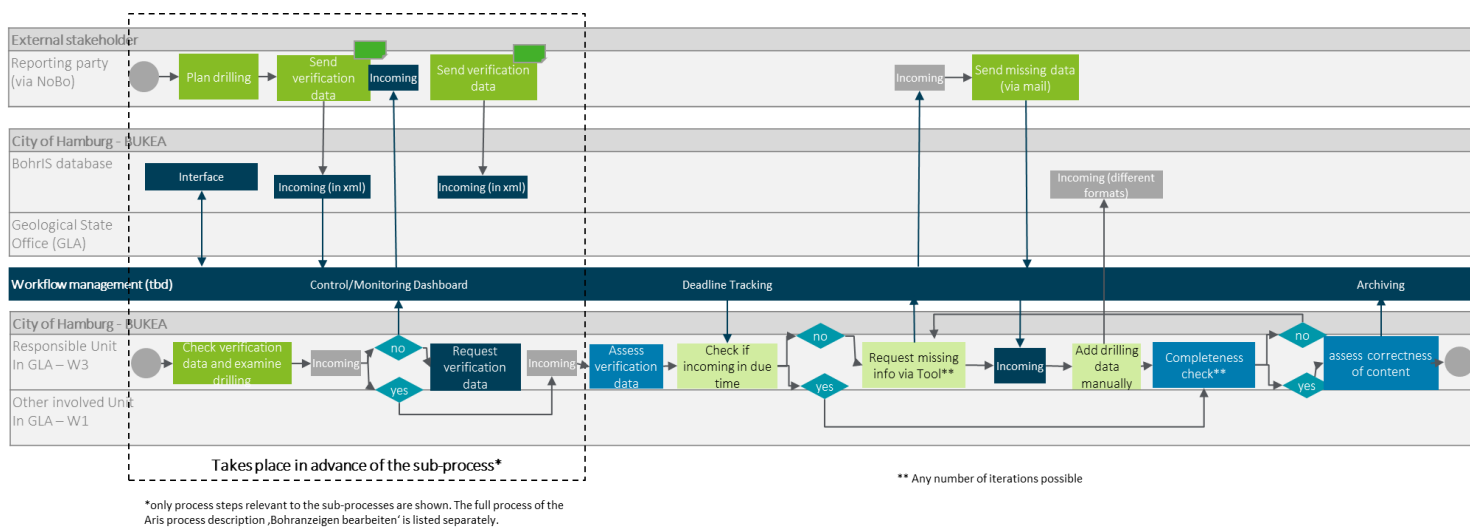 External stakeholder
Reporting party
(via NoBo)
Plan drilling
Send
verification
data
Incoming
Send verification
data
Incoming
Send missing data
(via mail)
City of Hamburg - BUKEA
BohrIS database
Interface
Incoming (in xml)
Incoming (in xml)
Incoming (different
formats)
Geological State
Office (GLA)
Workflow management (tbd)
Control/Monitoring Dashboard
Deadline Tracking
Archiving
City of Hamburg - BUKEA
Responsible Unit
In GLA – W3
Check verification
data and examine
drilling
Incoming
no
yes
Request
verification
data
Incoming
Assess
verification
data
Check if
incoming in due
time
no
yes
Request missing
info via Tool**
Incoming
Add drilling
data
manually
Completeness
check**
no
yes
assess correctness
of content
Other involved Unit
In GLA – W1
Takes place in advance of the sub-process*
** Any number of iterations possible
*only process steps relevant to the sub-processes are shown. The full process of the
Aris process description ‚Bohranzeigen bearbeiten‘ is listed separately.